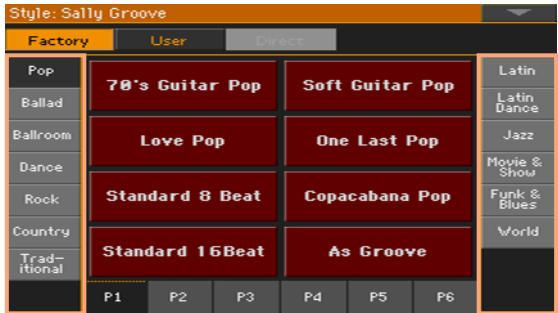 Style: Sally Groove
Factory User Direct
Pop
Ballad
Ballroom
Dance
Rock
Country
Trad-
itional
70's Guitar Pop Soft Guitar Pop
Love Pop One Last Pop
Standard 8 Beat Copacabana Pop
Standard 16Beat As Groove
Latin
Latin
Dance
Jazz
Movie &
Show
Funk &
Blues
World
P1 P2 P3 P4 P5 P6